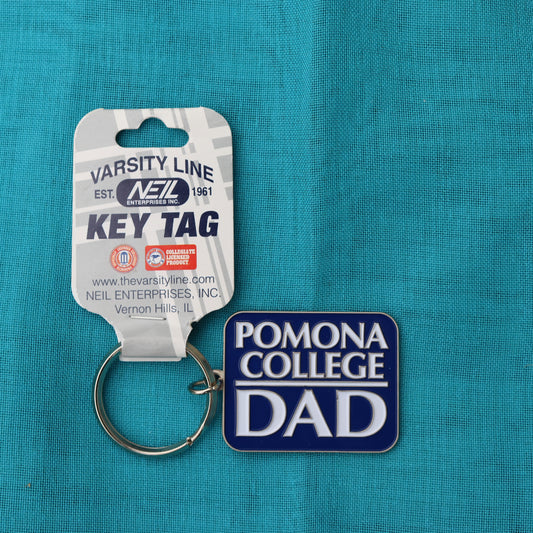 VARSITY LINE
EST. NEIL 1961
ENTERPRISES INC.
KEY TAG
COLLEGIATE
LICENSED
PRODUCT
www.thevarsityline.com
NEIL ENTERPRISES, INC.
Vernon Hills, IL
POMONA
COLLEGE
DAD